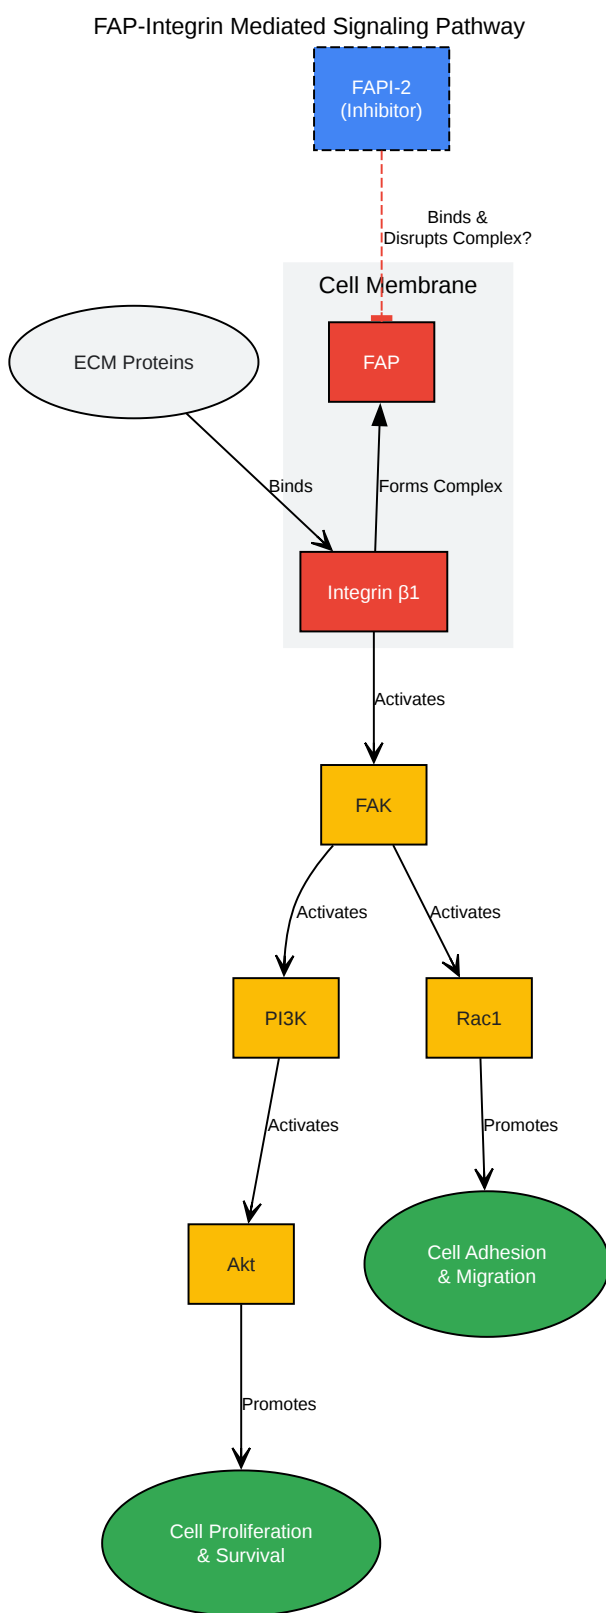 FAP-Integrin Mediated Signaling Pathway
FAPI-2
(Inhibitor)
Binds &
Disrupts Complex?
Cell Membrane
ECM Proteins
FAP
Binds
Forms Complex
Integrin β1
Activates
FAK
Activates
Activates
PI3K
Rac1
Activates
Promotes
Akt
Cell Adhesion
& Migration
Promotes
Cell Proliferation
& Survival